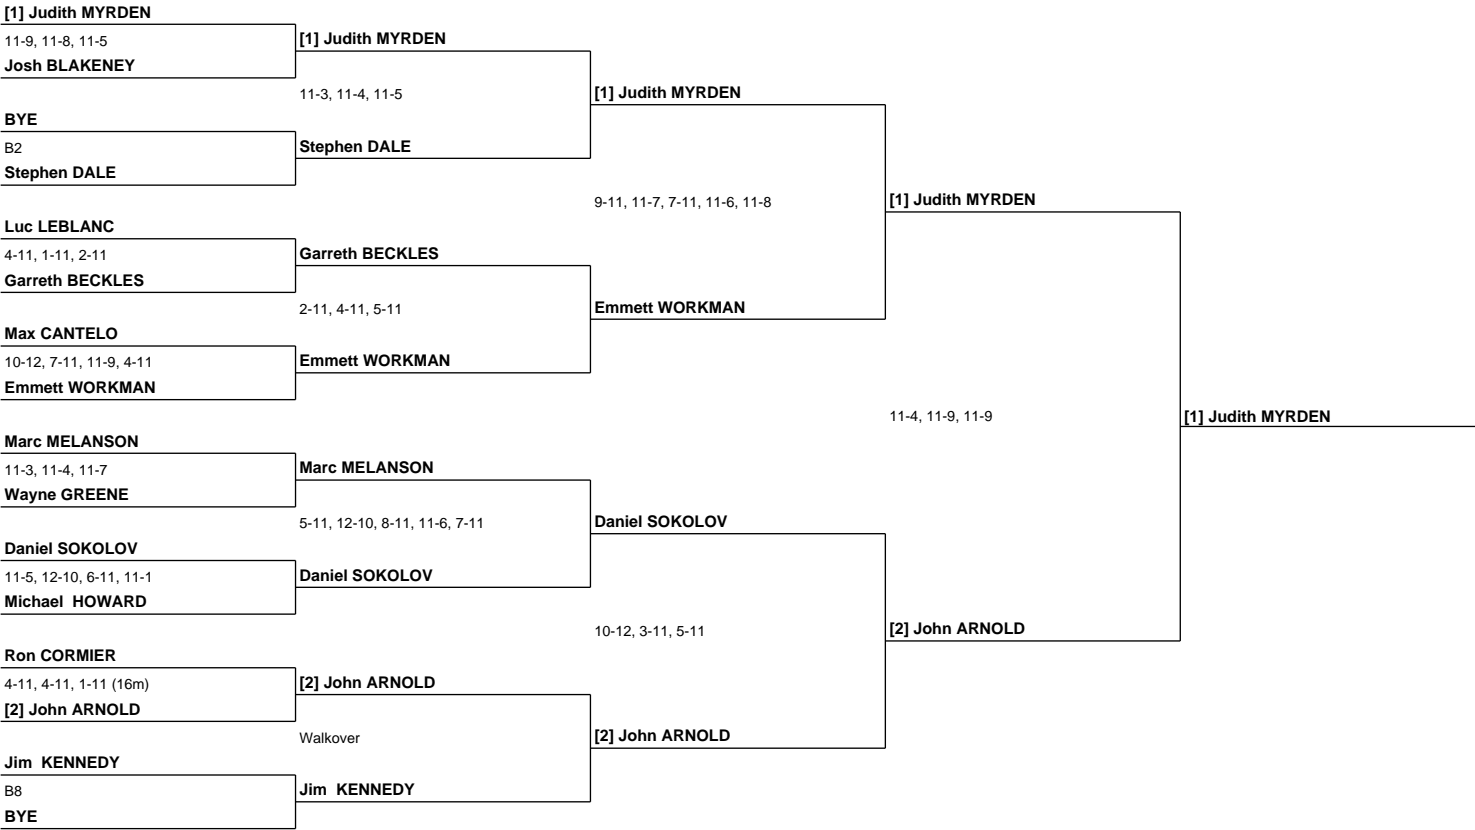 [1] Judith MYRDEN
11-9, 11-8, 11-5
Josh BLAKENEY
BYE
B2
Stephen DALE
Luc LEBLANC
4-11, 1-11, 2-11
Garreth BECKLES
Max CANTELO
10-12, 7-11, 11-9, 4-11
Emmett WORKMAN
Marc MELANSON
11-3, 11-4, 11-7
Wayne GREENE
Daniel SOKOLOV
11-5, 12-10, 6-11, 11-1
Michael  HOWARD
Ron CORMIER
4-11, 4-11, 1-11 (16m)
[2] John ARNOLD
Jim  KENNEDY
B8
BYE
[1] Judith MYRDEN
11-3, 11-4, 11-5
Stephen DALE
Garreth BECKLES
2-11, 4-11, 5-11
Emmett WORKMAN
Marc MELANSON
5-11, 12-10, 8-11, 11-6, 7-11
Daniel SOKOLOV
[2] John ARNOLD
Walkover
Jim  KENNEDY
[1] Judith MYRDEN
9-11, 11-7, 7-11, 11-6, 11-8
Emmett WORKMAN
Daniel SOKOLOV
10-12, 3-11, 5-11
[2] John ARNOLD
[1] Judith MYRDEN
11-4, 11-9, 11-9
[2] John ARNOLD
[1] Judith MYRDEN